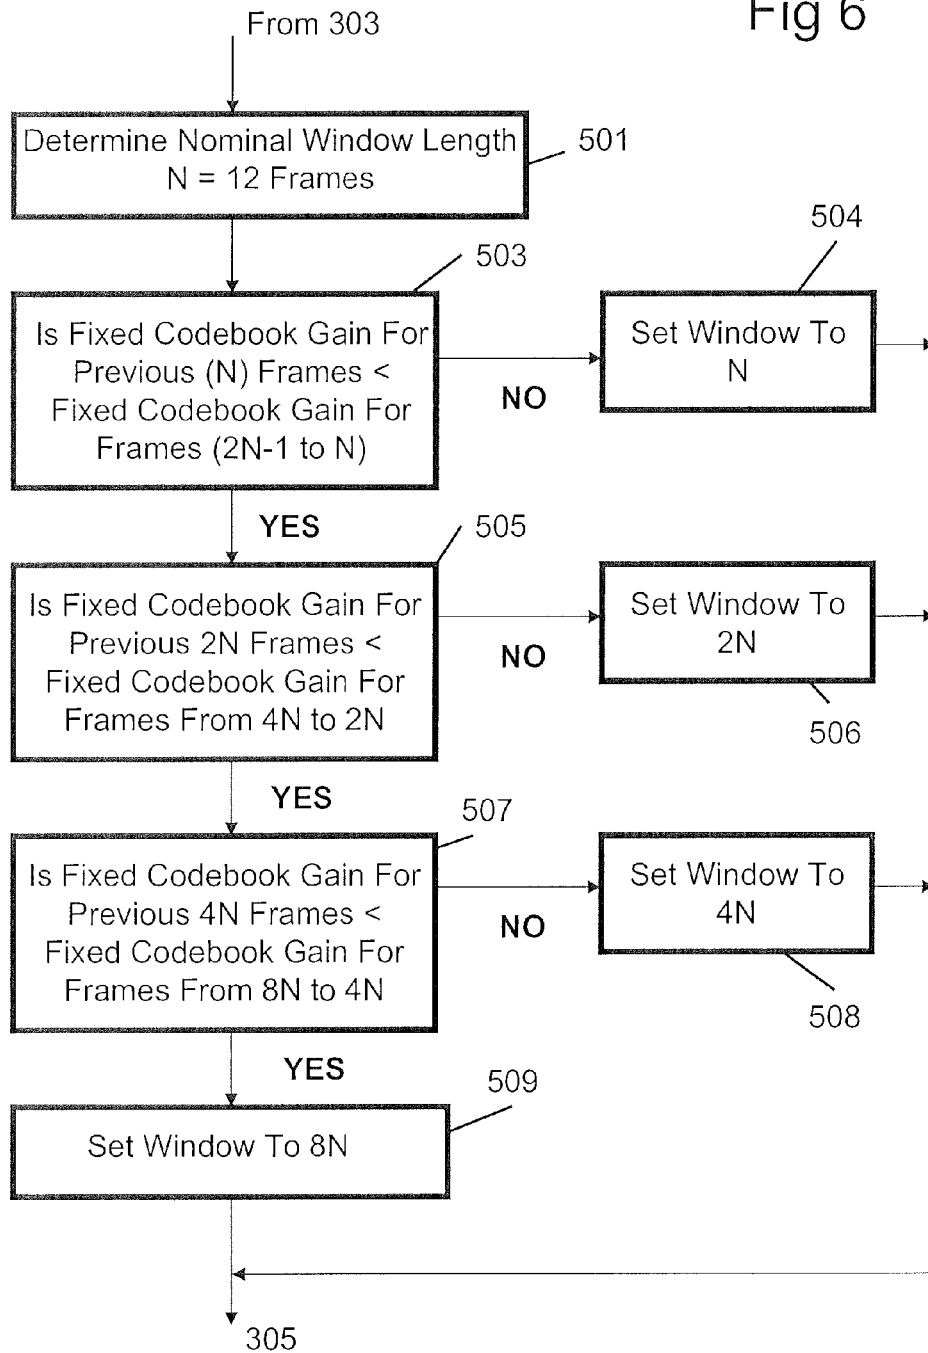 Fig 6
From 303
Determine Nominal Window Length
N = 12 Frames
501
503
Is Fixed Codebook Gain For
Previous (N) Frames <
Fixed Codebook Gain For
Frames (2N-1 to N)
NO
504
Set Window To
N
YES
505
Is Fixed Codebook Gain For
Previous 2N Frames <
Fixed Codebook Gain For
Frames From 4N to 2N
NO
Set Window To
2N
506
YES
507
Is Fixed Codebook Gain For
Previous 4N Frames <
Fixed Codebook Gain For
Frames From 8N to 4N
NO
Set Window To
4N
508
YES
509
Set Window To 8N
305